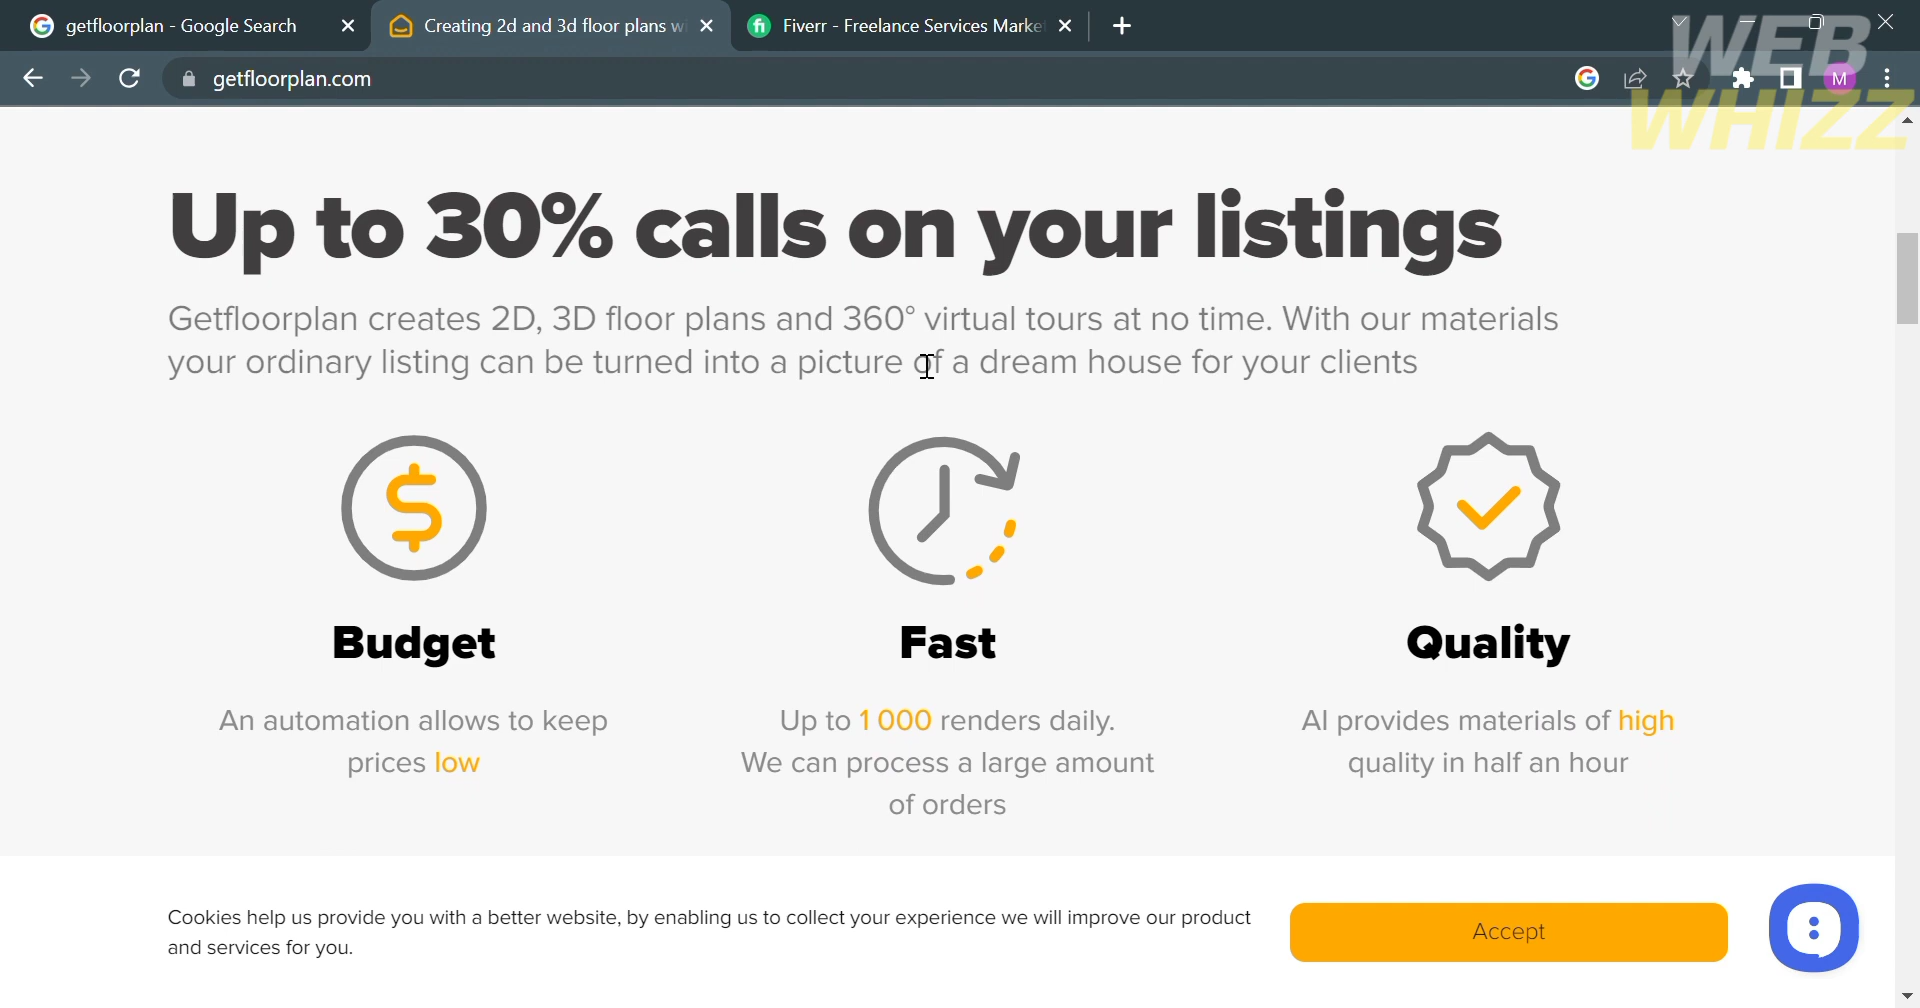 getfloorplan - Google Search
Creating 2d and 3d floor plans w
Fiverr - Freelance Services Marke
getfloorplan.com
M
WEB
WHIZZ
Up to 30% calls on your listings
Getfloorplan creates 2D, 3D floor plans and 360° virtual tours at no time. With our materials
your ordinary listing can be turned into a picture of a dream house for your clients
Budget
An automation allows to keep
prices low
Fast
Up to 1 000 renders daily.
We can process a large amount
of orders
Quality
AI provides materials of high
quality in half an hour
Cookies help us provide you with a better website, by enabling us to collect your experience we will improve our product
and services for you.
Accept